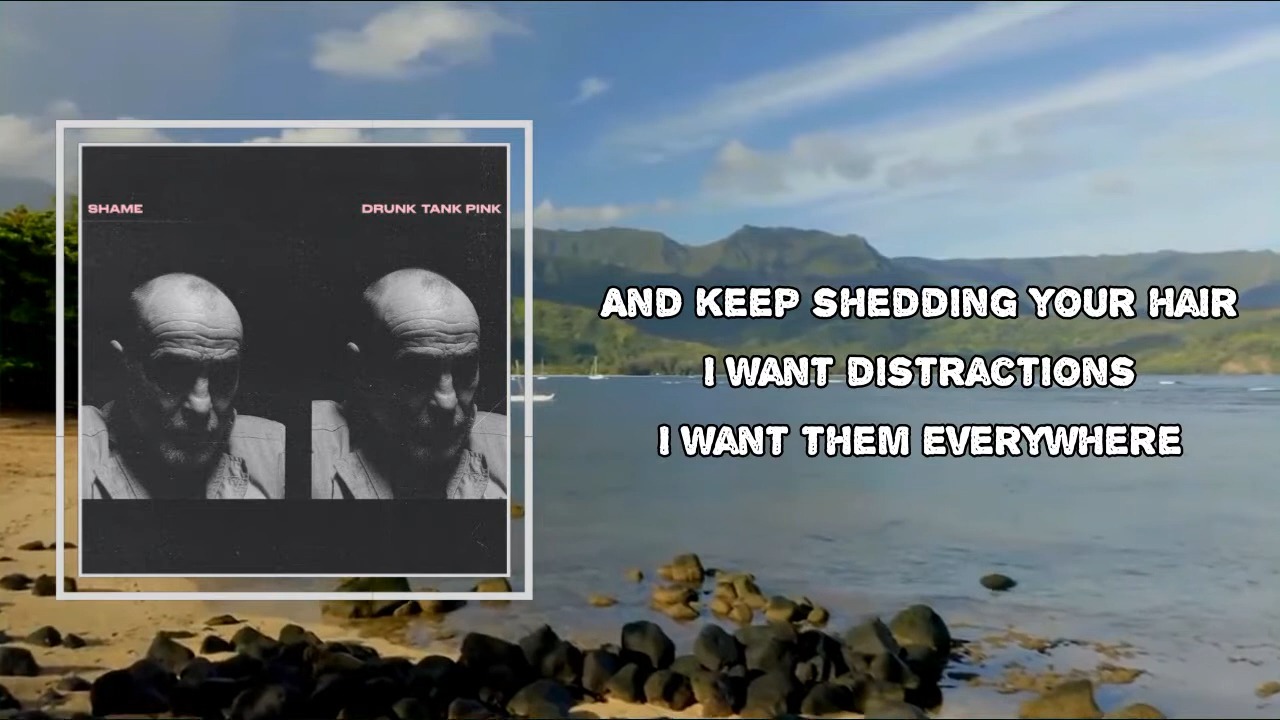 SHAME
DRUNK TANK PINK
AND KEEP SHEDDING YOUR HAIR
I WANT DISTRACTIONS
I WANT THEM EVERYWHERE